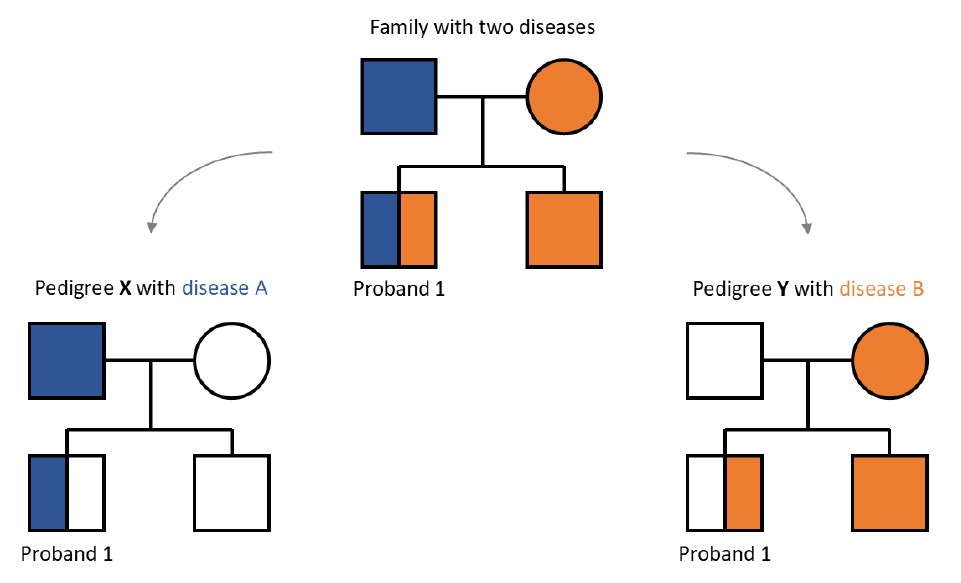 Family with two diseases
Proband 1
Pedigree X with disease A
Pedigree Y with disease B
Proband 1
Proband 1